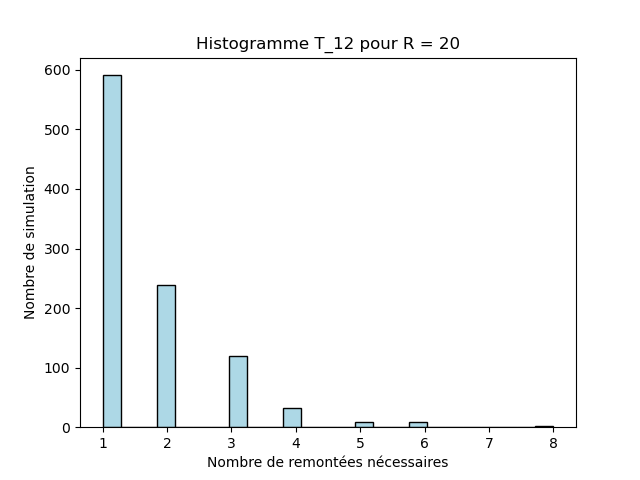 Histogramme T_12 pour R = 20
600
500
400
300
200
100
0
Nombre de simulation
1 2 3 4 5 6 7 8
Nombre de remontées nécessaires